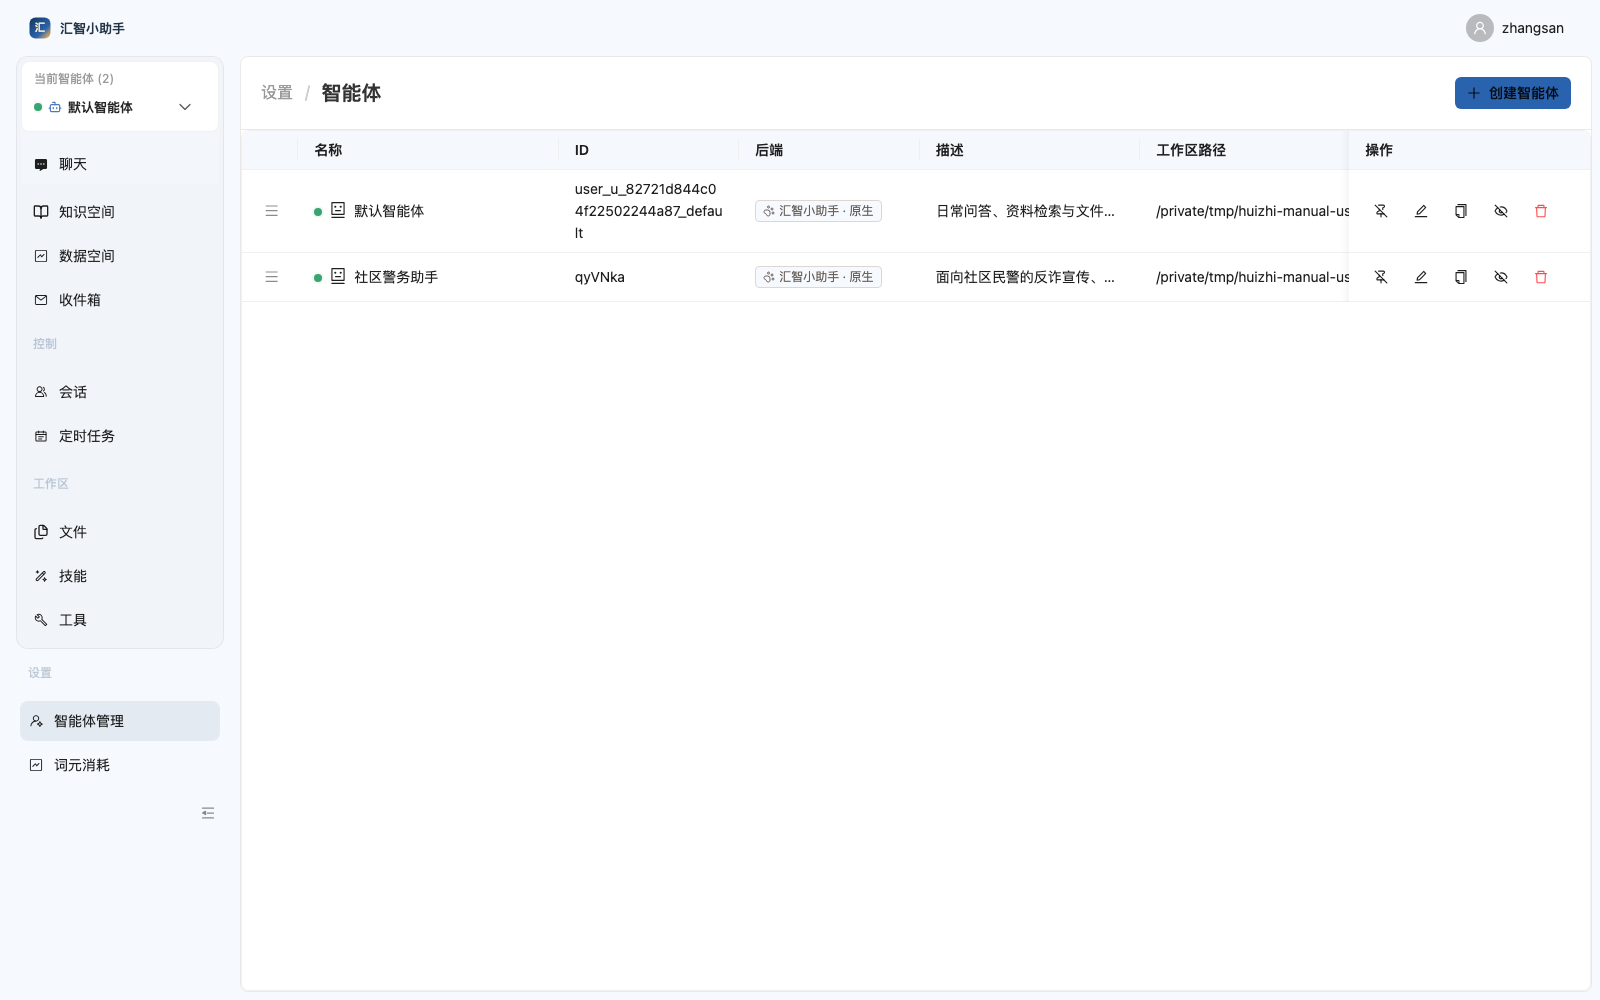 汇 汇智小助手
zhangsan
当前智能体 (2)
默认智能体
聊天
知识空间
数据空间
收件箱
控制
会话
定时任务
工作区
文件
技能
工具
设置
智能体管理
词元消耗
设置 / 智能体
创建智能体
名称 ID 后端 描述 工作区路径 操作
默认智能体
user_u_82721d844c0
4f22502244a87_defau
lt
汇智小助手 · 原生
日常问答、资料检索与文件...
/private/tmp/huizhi-manual-us
社区警务助手
qyVNka
汇智小助手 · 原生
面向社区民警的反诈宣传、...
/private/tmp/huizhi-manual-us